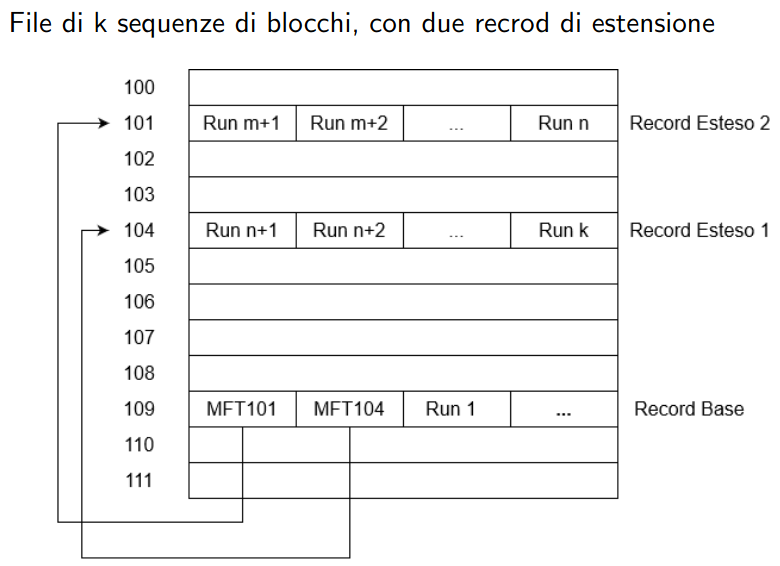 File di k sequenze di blocchi, con due recrod di estensione
100
101 Run m+1 Run m+2 ... Run n Record Esteso 2
102
103
104 Run n+1 Run n+2 ... Run k Record Esteso 1
105
106
107
108
109 MFT101 MFT104 Run 1 ... Record Base
110
111